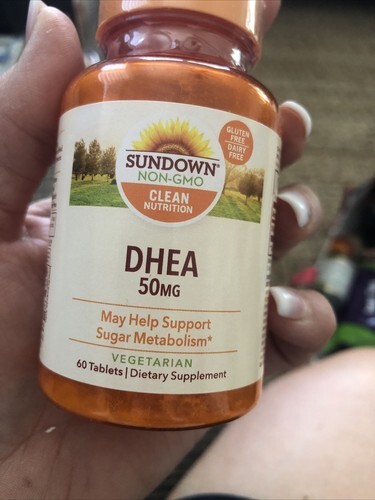 GLUTEN
FREE
DAIRY
FREE
SUNDOWN®
NON-GMO
CLEAN
NUTRITION
DHEA
50MG
May Help Support
Sugar Metabolism*
VEGETARIAN
60 Tablets | Dietary Supplement